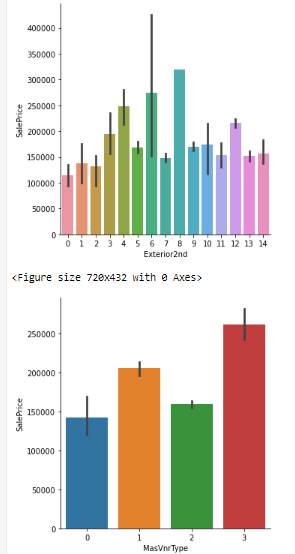 400000
350000
300000
250000
200000
150000
100000
50000
0
SalePrice
0 1 2 3 4 5 6 7 8 9 10 11 12 13 14
Exterior2nd
<Figure size 720x432 with 0 Axes>
250000
200000
150000
100000
50000
0
SalePrice
0 1 2 3
MasVnrType